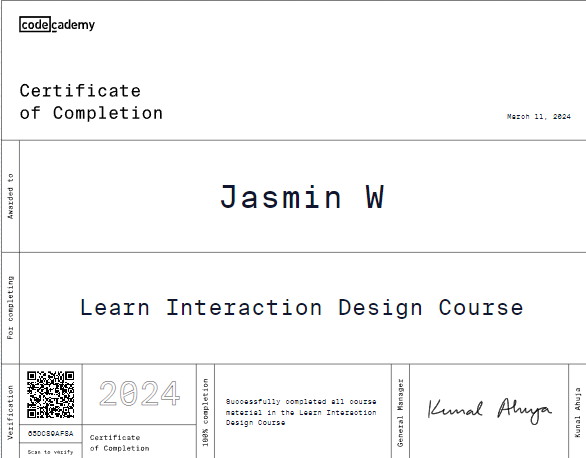 codecademy
Certificate
of Completion
March 11, 2024
Awarded to
Jasmin W
For completing
Learn Interaction Design Course
Verification
65DC89AF8A
Scan to verify
2024
Certificate
of Completion
100% completion
Successfully completed all course
material in the Learn Interaction
Design Course
General Manager
Kunal Ahuja
Kunal Ahuja